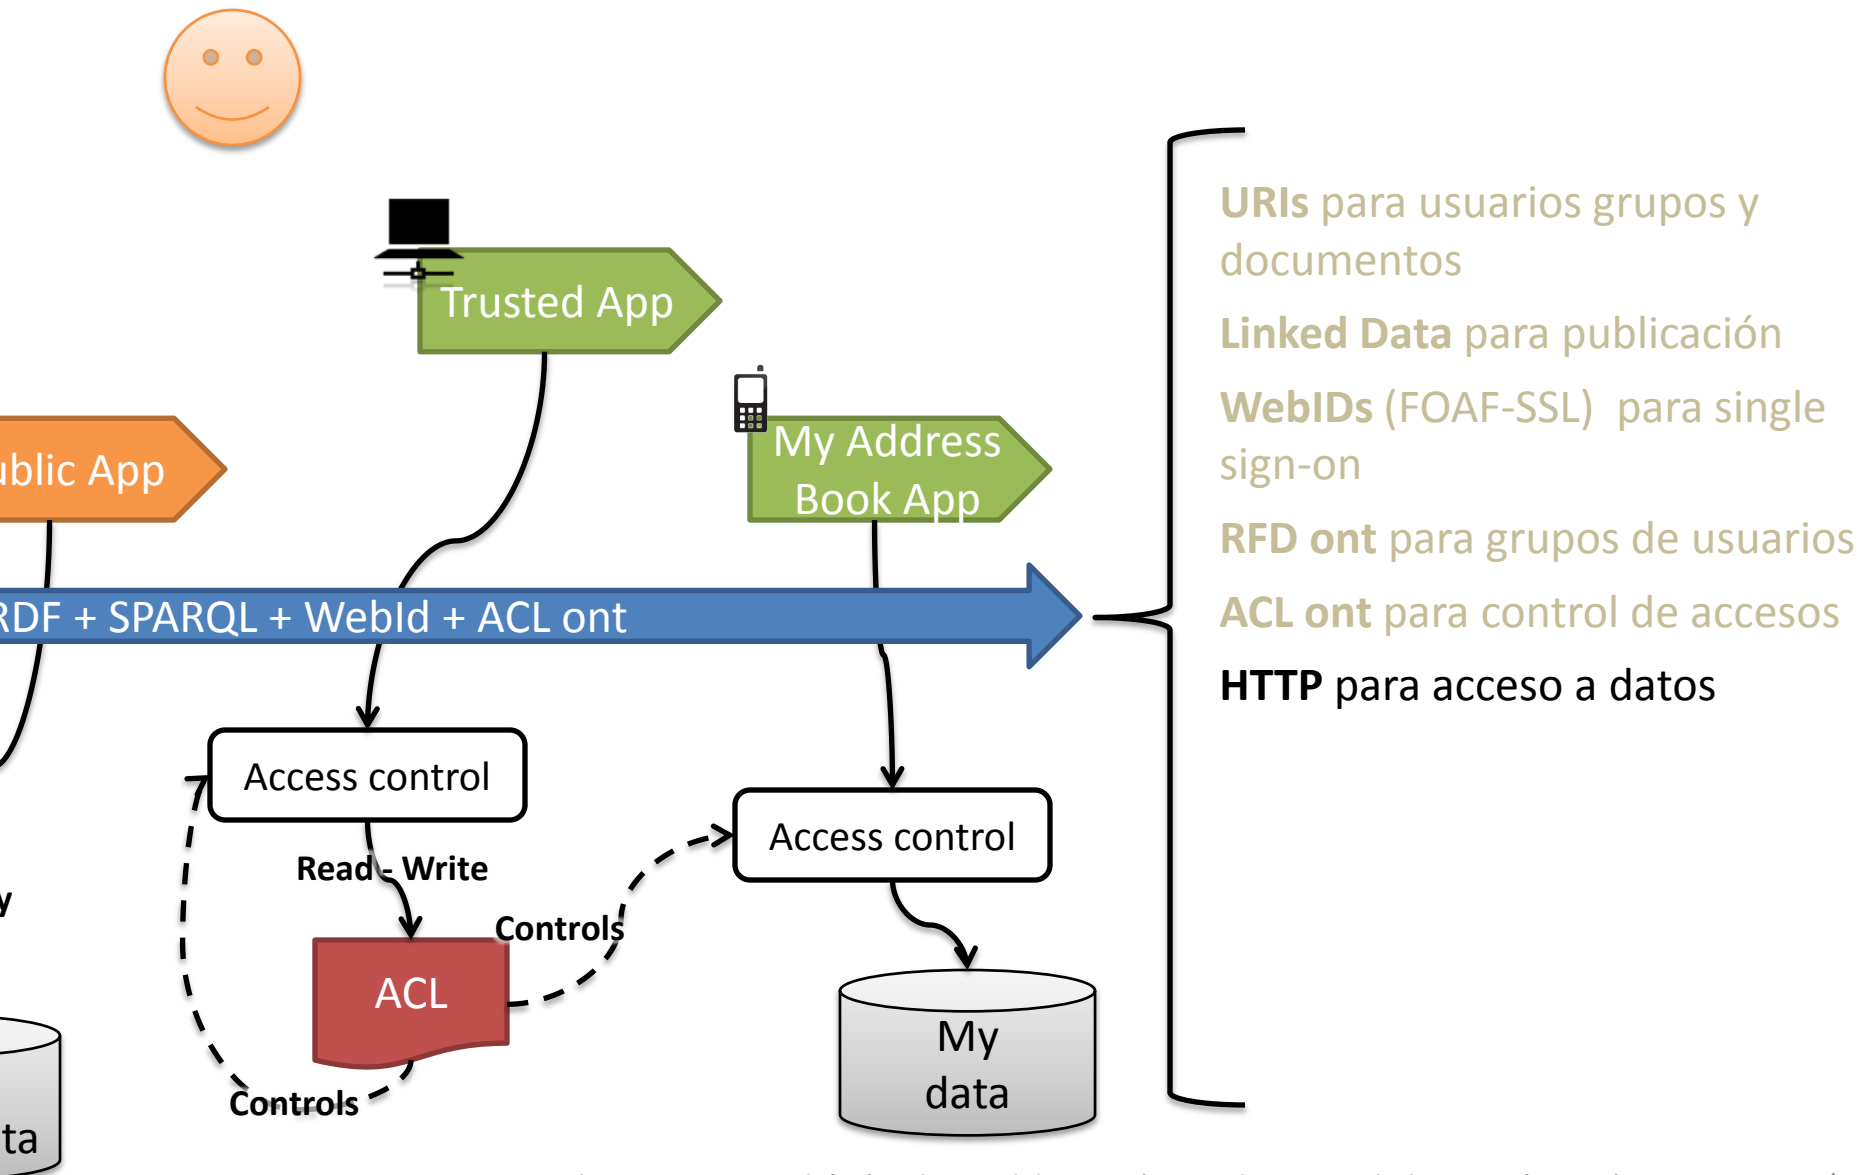 Trusted App
My Address
Book App
App
RDF + SPARQL + WebId + ACL ont
Access control
Read - Write
Controls
ACL
Controls
Access control
My
data
URIs para usuarios grupos y
documentos
Linked Data para publicación
WebIDs (FOAF-SSL)  para single
sign-on
RFD ont para grupos de usuarios
ACL ont para control de accesos
HTTP para acceso a datos